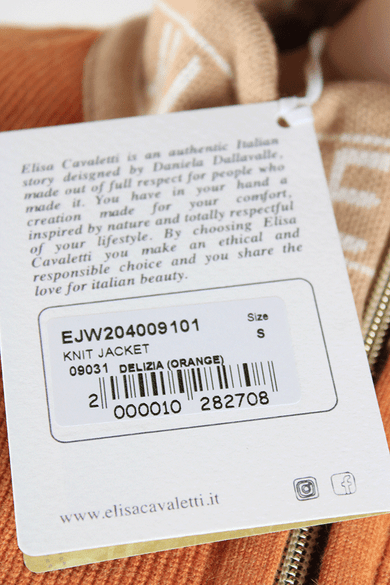 Elisa Cavaletti is an authentic Italian
story deisgned by Daniela Dallavalle,
made out of full respect for people who
made it. You have in your hand a
creation made for your comfort,
inspired by nature and totally respectful
of your lifestyle. By choosing Elisa
Cavaletti you make an ethical and
responsible choice and you share the
love for italian beauty.
EJW204009101
Size
KNIT JACKET
S
09031 DELIZIA (ORANGE)
2 000010 282708
www.elisacavaletti.it